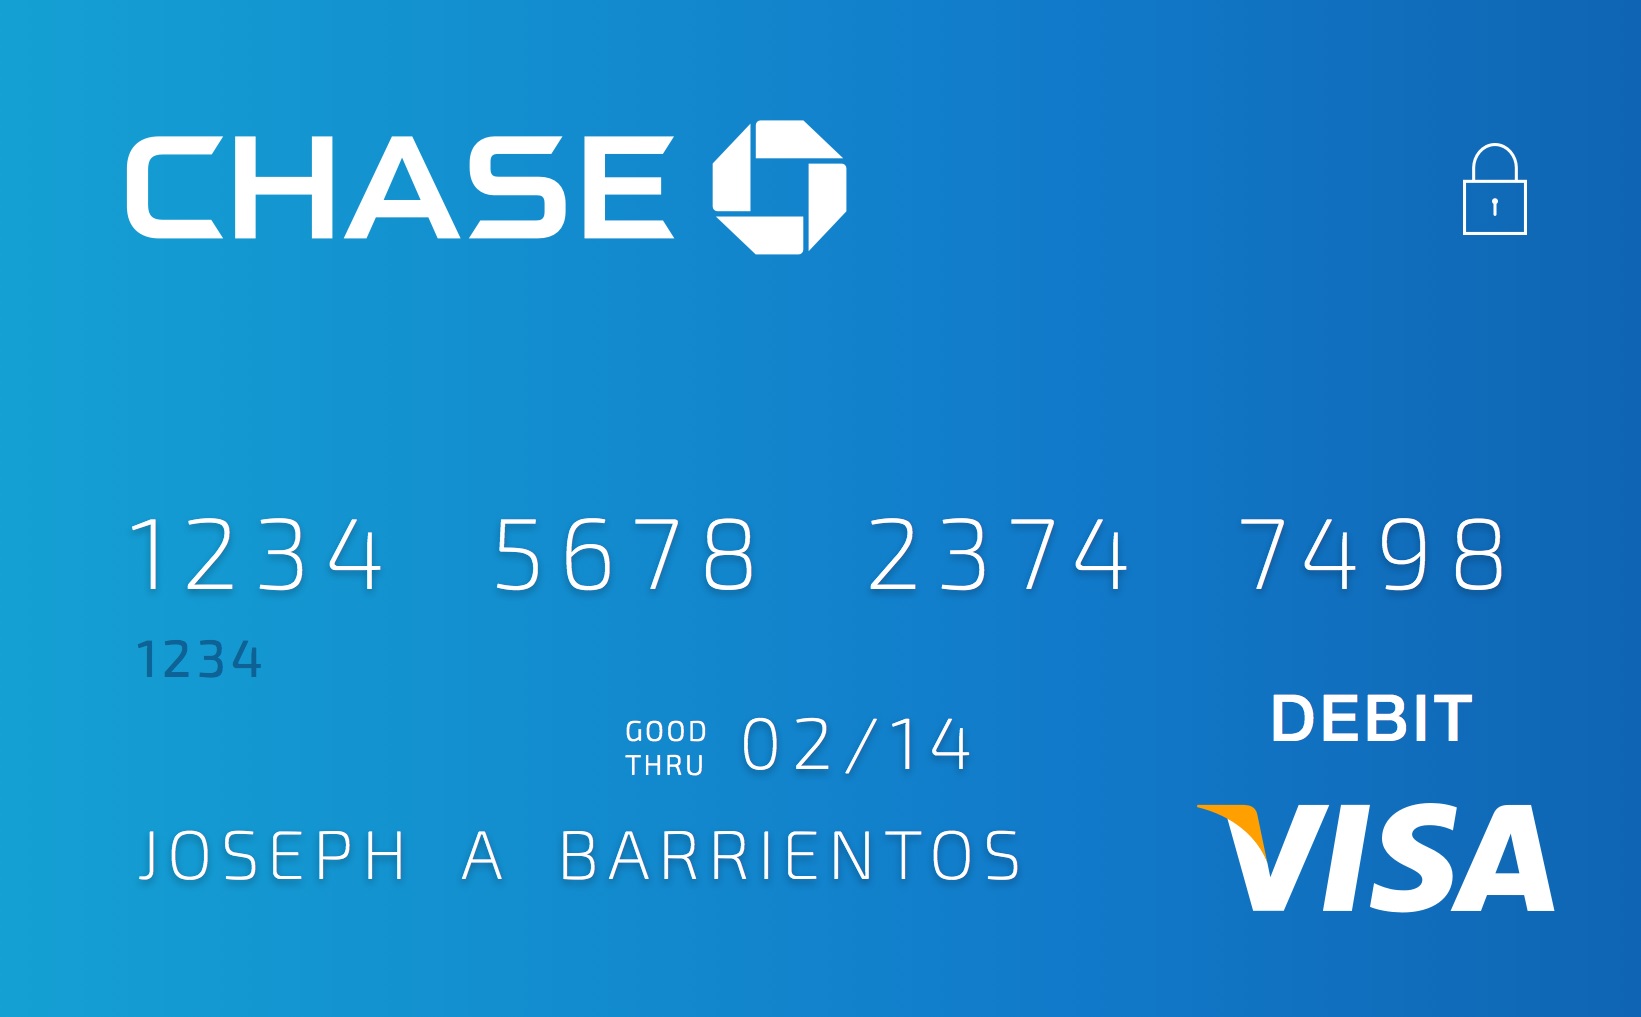 CHASE
1234 5678 2374 7498
1234
GOOD THRU 02/14
JOSEPH A BARRIENTOS
DEBIT
VISA